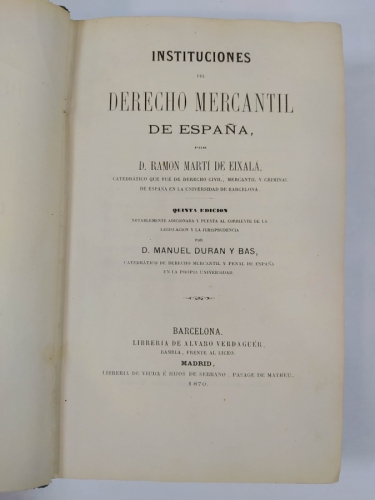 INSTITUCIONES
DEL
DERECHO MERCANTIL
DE ESPAÑA,
POR
D. RAMON MARTÍ DE EIXALÁ,
CATEDRÁTICO QUE FUÉ DE DERECHO CIVIL, MERCANTIL Y CRIMINAL
DE ESPAÑA EN LA UNIVERSIDAD DE BARCELONA
QUINTA EDICION
NOTABLEMENTE ADICIONADA Y PUESTA AL CORRIENTE DE LA
LEGISLACION Y LA JURISPRUDENCIA
POR
D. MANUEL DURAN Y BAS,
CATEDRÁTICO DE DERECHO MERCANTIL Y PENAL DE ESPAÑA
EN LA PROPIA UNIVERSIDAD
BARCELONA.
LIBRERIA DE ALVARO VERDAGUER,
RAMBLA, FRENTE AL LICEO.
MADRID,
LIBRERIA DE VIUDA É HIJOS DE SERRANO - PASAGE DE MATHEU.
1870.